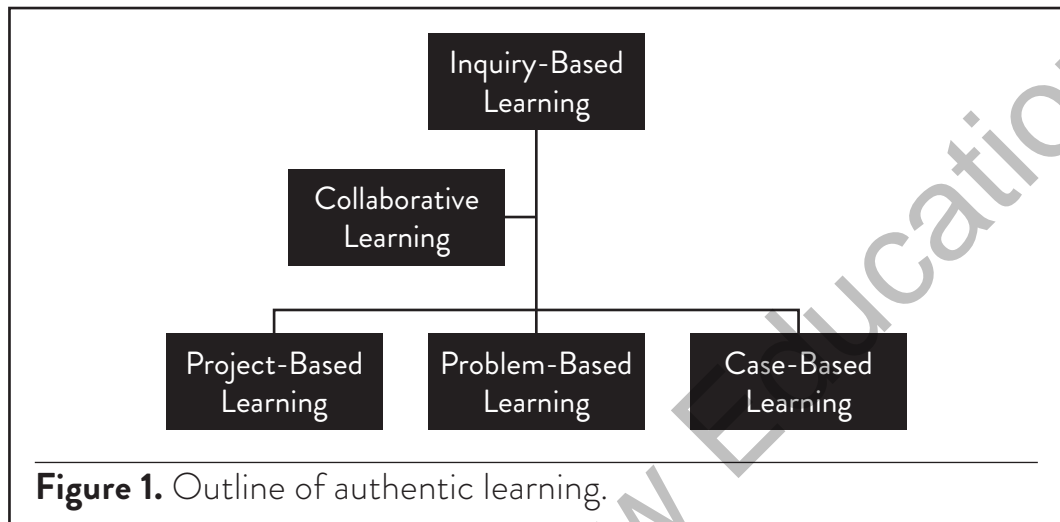 Inquiry-Based
Learning
Collaborative
Learning
Project-Based
Learning
Problem-Based
Learning
Case-Based
Learning
Figure 1. Outline of authentic learning.